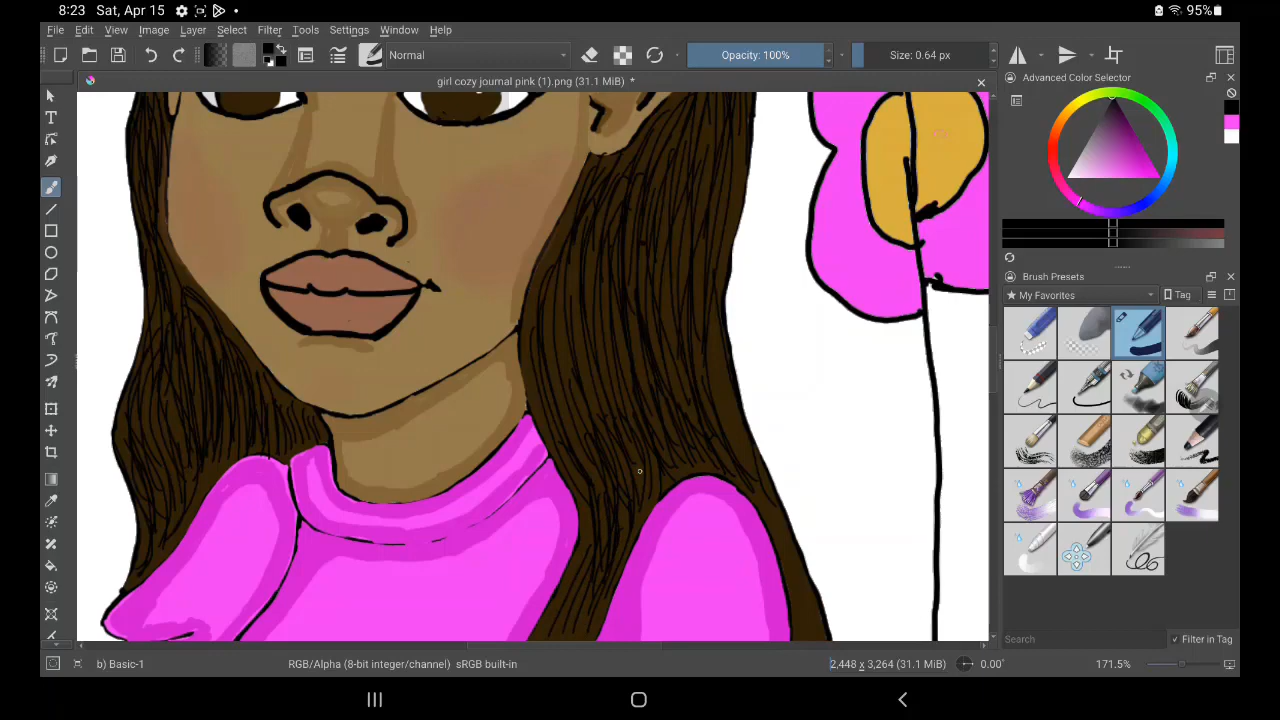 8:23 Sat, Apr 15
95%
File Edit View Image Layer Select Filter Tools Settings Window Help
Normal
Opacity: 100%
Size: 0.64 px
girl cozy journal pink (1).png (31.1 MiB) *
Advanced Color Selector
Brush Presets
My Favorites
Tag
Search
Filter in Tag
b) Basic-1
RGB/Alpha (8-bit integer/channel) sRGB built-in
2,448 x 3,264 (31.1 MiB)
0.00°
171.5%